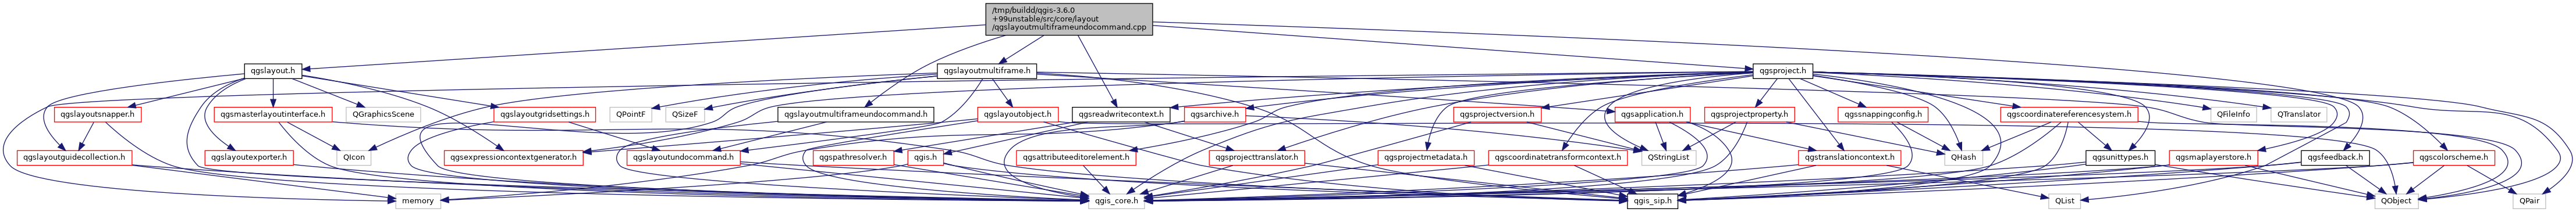 /tmp/buildd/qgis-3.6.0
+99unstable/src/core/layout
/qgslayoutmultiframeundocommand.cpp
qgslayout.h
qgslayoutmultiframe.h
qgsproject.h
qgslayoutsnapper.h
qgsmasterlayoutinterface.h
QGraphicsScene
qgslayoutgridsettings.h
QPointF
QSizeF
qgslayoutmultiframeundocommand.h
qgslayoutobject.h
qgsreadwritecontext.h
qgsarchive.h
qgsprojectversion.h
qgsapplication.h
qgsprojectproperty.h
qgssnappingconfig.h
qgscoordinatereferencesystem.h
QFileInfo
QTranslator
qgslayoutguidecollection.h
qgslayoutexporter.h
QIcon
qgsexpressioncontextgenerator.h
qgslayoutundocommand.h
qgspathresolver.h
qgis.h
qgsattributeeditorelement.h
qgsprojecttranslator.h
QStringList
qgsprojectmetadata.h
qgscoordinatetransformcontext.h
qgstranslationcontext.h
QHash
qgsunittypes.h
qgsmaplayerstore.h
qgsfeedback.h
qgscolorscheme.h
memory
qgis_core.h
qgis_sip.h
QList
QObject
QPair